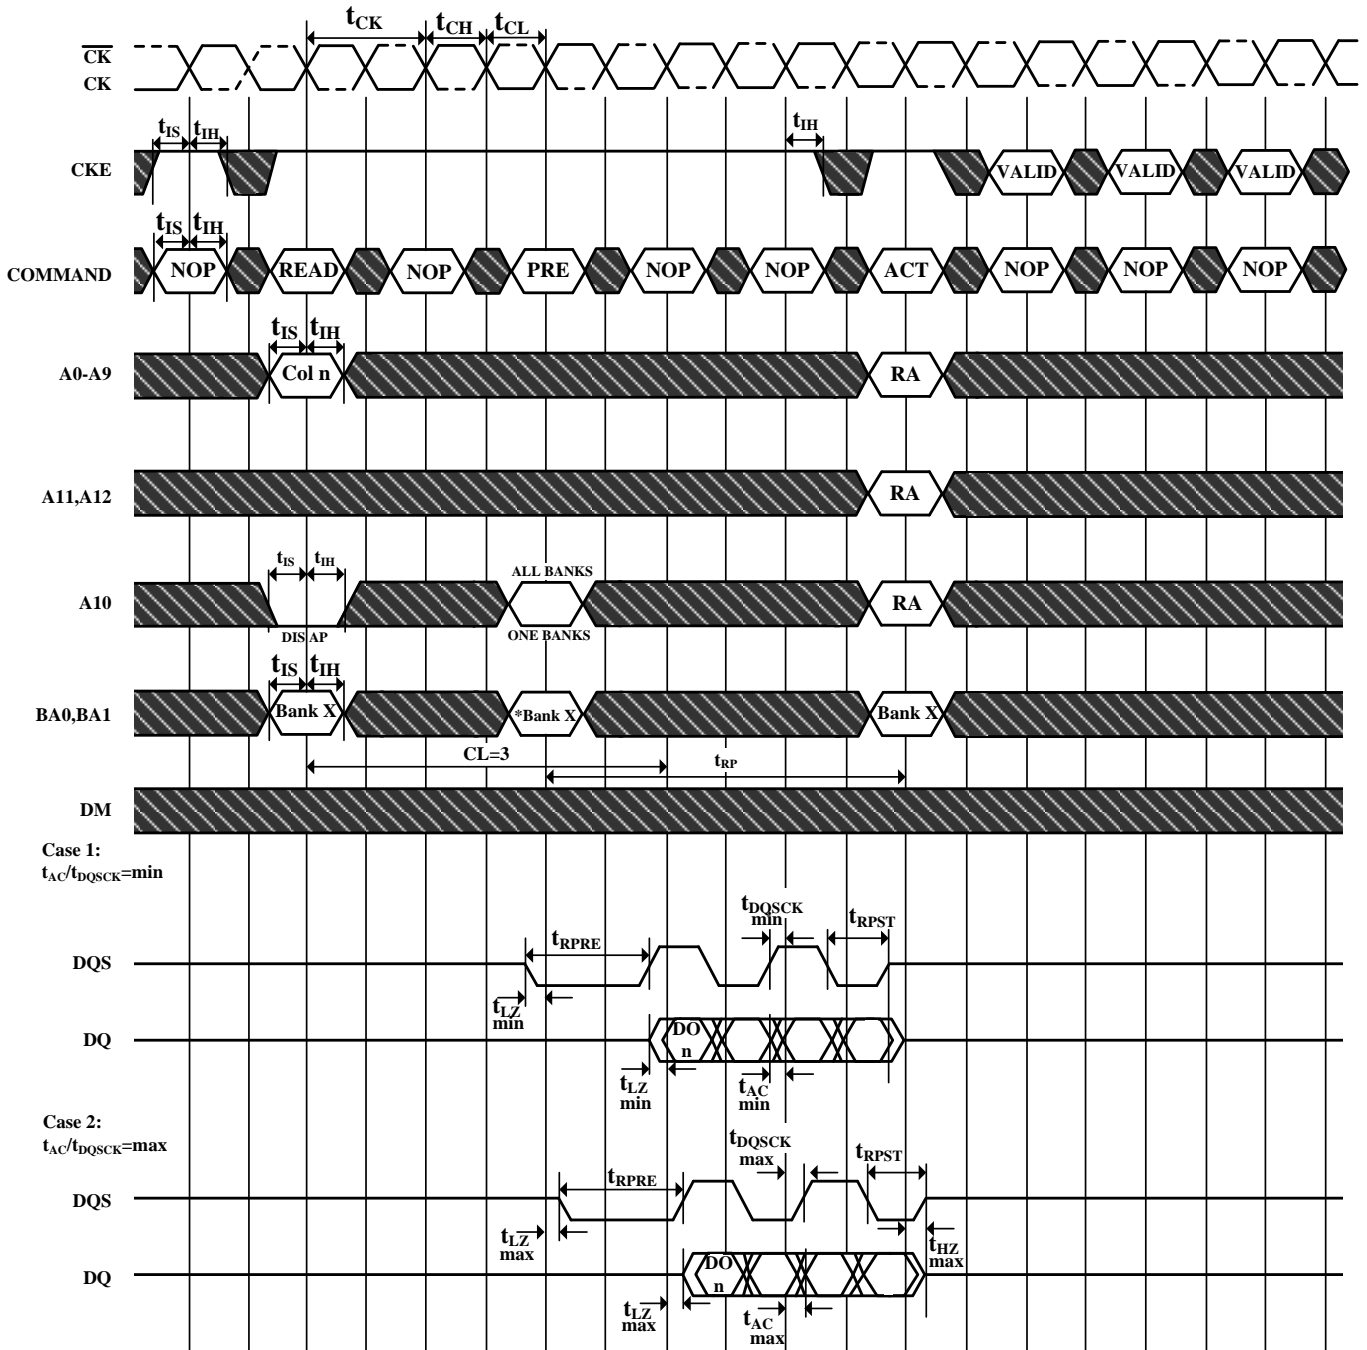 tCK tCH tCL
CK
CK
tIS tIH tIH
CKE VALID VALID VALID
tIS tIH
COMMAND NOP READ NOP PRE NOP NOP ACT NOP NOP NOP
tIS tIH
A0-A9 Col n RA
A11,A12 RA
tIS tIH ALL BANKS
A10 RA
DIS AP ONE BANKS
tIS tIH
BA0,BA1 Bank X *Bank X Bank X
CL=3 tRP
DM
Case 1:
tAC/tDQSCK=min
tDQSCK
min
tRPST
tRPRE
DQS
tLZ
min
DQ DO
n
tLZ
min
tAC
min
Case 2:
tAC/tDQSCK=max
tDQSCK
max
tRPST
tRPRE
DQS
tLZ
max
tHZ
max
DQ DO
n
tLZ
max
tAC
max